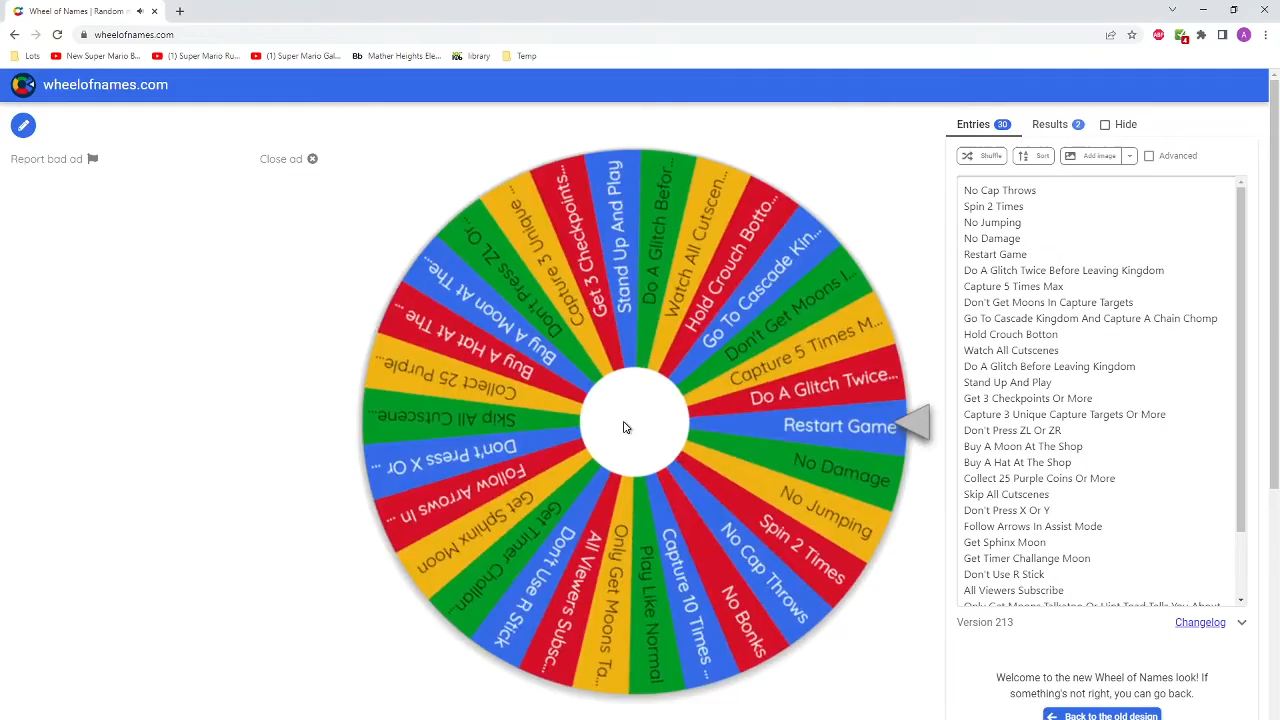 Wheel of Names | Random n
wheelofnames.com
Lots
New Super Mario B...
(1) Super Mario Ru...
(1) Super Mario Gal...
Bb Mather Heights Ele...
library
Temp
ABP
4
A
wheelofnames.com
Report bad ad
Close ad
Entries 30
Results 2
Hide
Shuffle
Sort
Add image
Advanced
No Cap Throws
Spin 2 Times
No Jumping
No Damage
Restart Game
Do A Glitch Twice Before Leaving Kingdom
Capture 5 Times Max
Don't Get Moons In Capture Targets
Go To Cascade Kingdom And Capture A Chain Chomp
Hold Crouch Botton
Watch All Cutscenes
Do A Glitch Before Leaving Kingdom
Stand Up And Play
Get 3 Checkpoints Or More
Capture 3 Unique Capture Targets Or More
Don't Press ZL Or ZR
Buy A Moon At The Shop
Buy A Hat At The Shop
Collect 25 Purple Coins Or More
Skip All Cutscenes
Don't Press X Or Y
Follow Arrows In Assist Mode
Get Sphinx Moon
Get Timer Challange Moon
Don't Use R Stick
All Viewers Subscribe
Only Get Moons Talkatoo Or Hint Toad Tells You About
Stand Up And Play
Do A Glitch Befor...
Watch All Cutscen...
Hold Crouch Botto...
Go To Cascade Kin...
Don't Get Moons I...
Capture 5 Times M...
Do A Glitch Twice...
Restart Game
No Damage
No Jumping
Spin 2 Times
No Cap Throws
No Bonks
Capture 10 Times ...
Play Like Normal
Only Get Moons Ta...
All Viewers Subsc...
Don't Use R Stick
Get Timer Challan...
Get Sphinx Moon
Follow Arrows In ...
Don't Press X Or ...
Skip All Cutscene...
Collect 25 Purple...
Buy A Hat At The ...
Buy A Moon At The...
Don't Press ZL Or...
Capture 3 Unique ...
Get 3 Checkpoints...
Version 213
Changelog
Welcome to the new Wheel of Names look! If
something's not right, you can go back.
Back to the old design